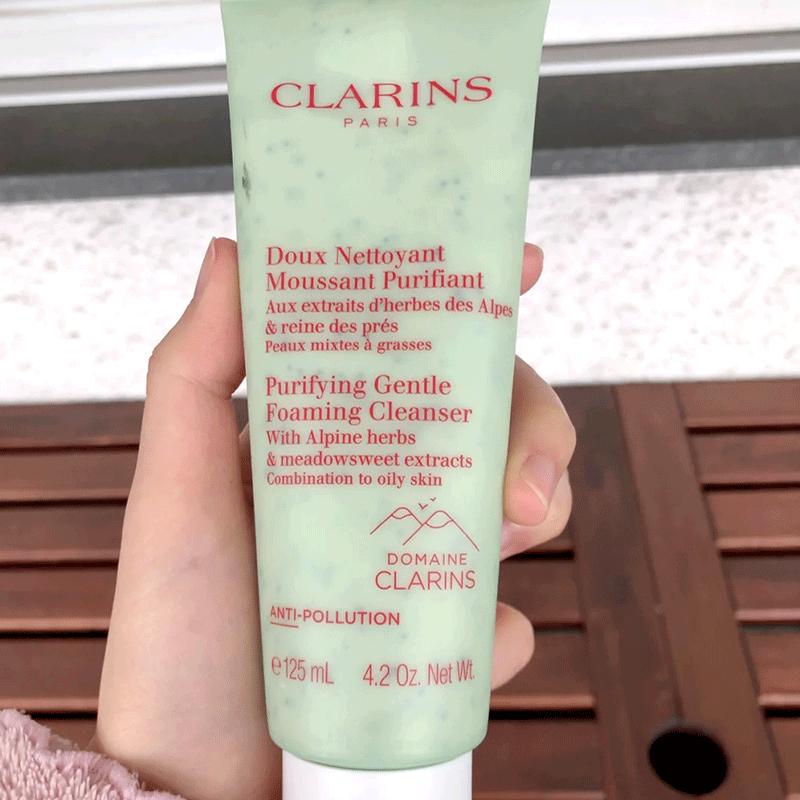 CLARINS
PARIS
Doux Nettoyant
Moussant Purifiant
Aux extraits d'herbes des Alpes
& reine des prés
Peaux mixtes à grasses
Purifying Gentle
Foaming Cleanser
With Alpine herbs
& meadowsweet extracts
Combination to oily skin
DOMAINE
CLARINS
ANTI-POLLUTION
℮125 mL 4.2 Oz. Net Wt.